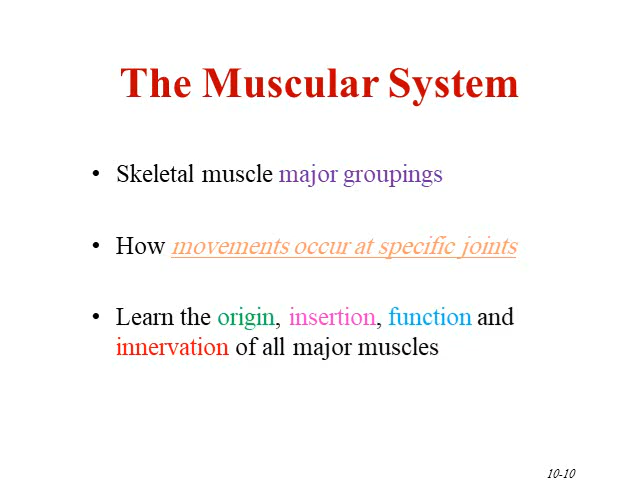 The Muscular System
• Skeletal muscle major groupings
• How movements occur at specific joints
• Learn the origin, insertion, function and
innervation of all major muscles
10-10